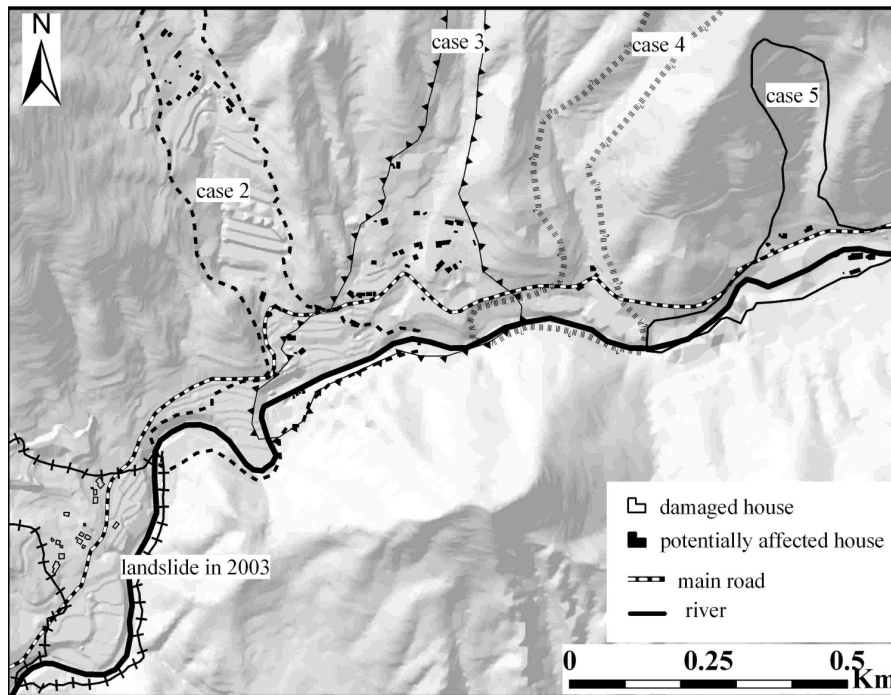 N
case 3
case 4
case 5
case 2
landslide in 2003
damaged house
potentially affected house
main road
river
0 0.25 0.5
Km